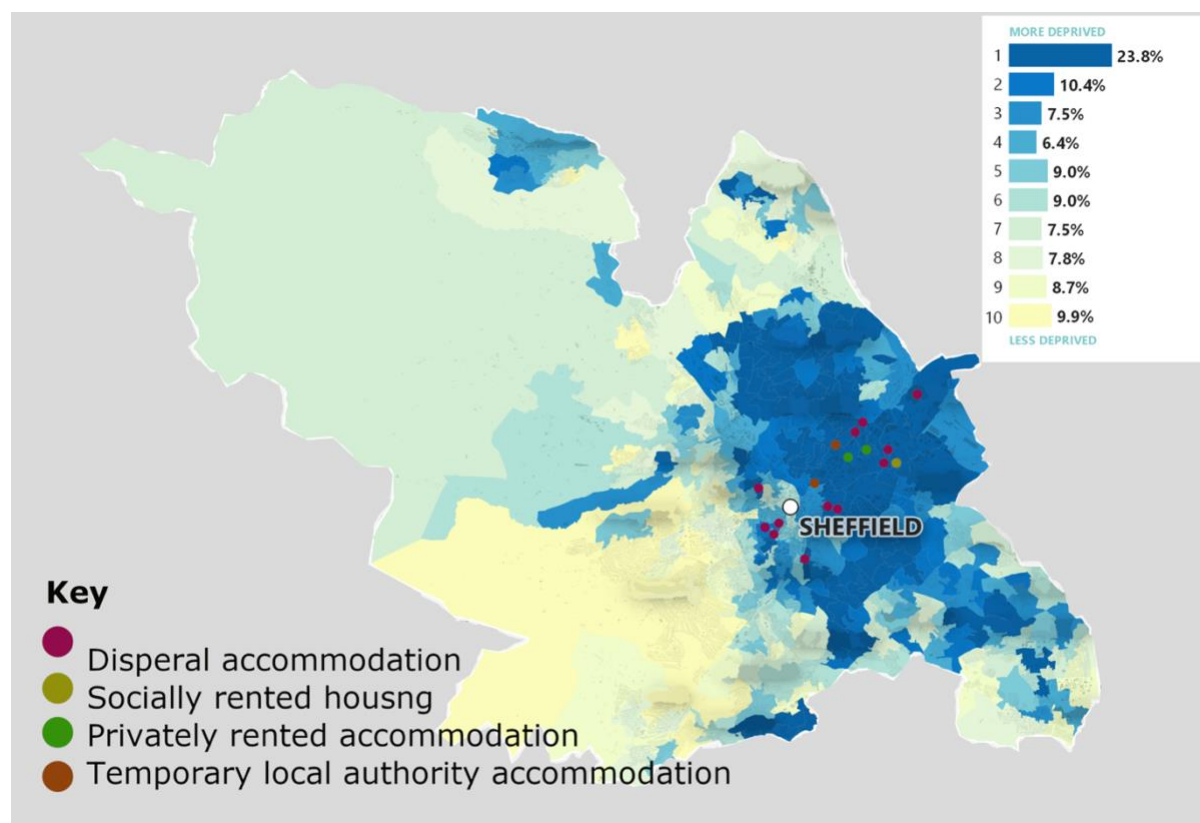 MORE DEPRIVED
1 23.8%
2 10.4%
3 7.5%
4 6.4%
5 9.0%
6 9.0%
7 7.5%
8 7.8%
9 8.7%
10 9.9%
LESS DEPRIVED
SHEFFIELD
Key
Disperal accommodation
Socially rented housng
Privately rented accommodation
Temporary local authority accommodation